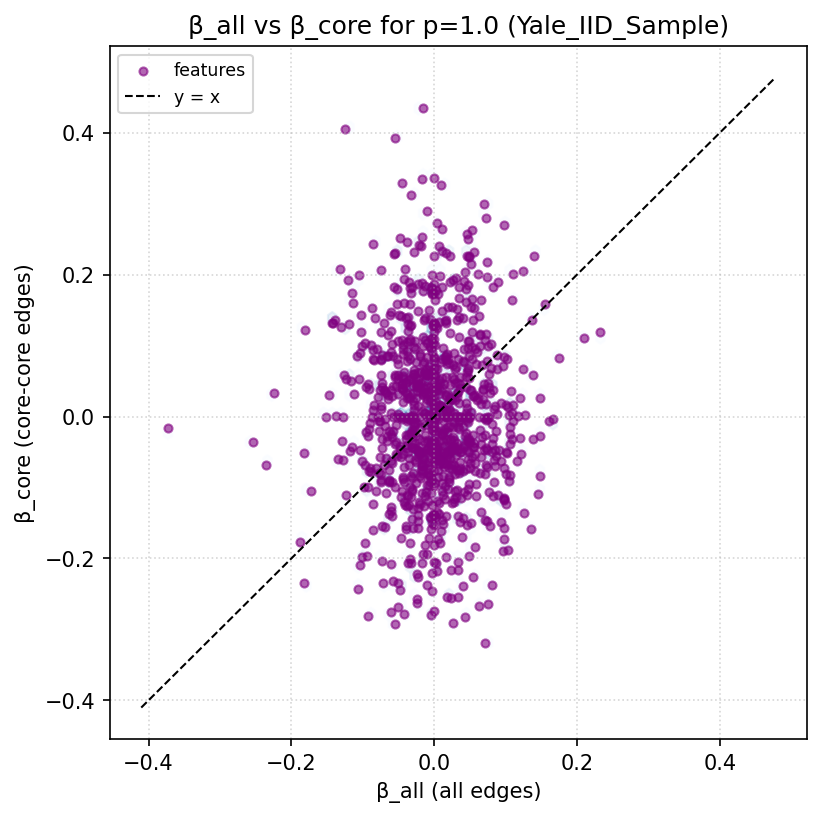 β_all vs β_core for p=1.0 (Yale_IID_Sample)
features
y = x
0.4
0.2
0.0
−0.2
−0.4
β_core (core-core edges)
−0.4 −0.2 0.0 0.2 0.4
β_all (all edges)